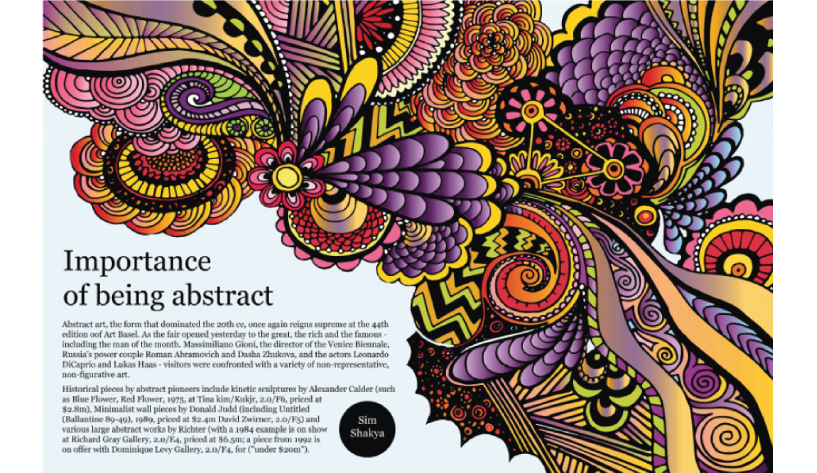 Importance
of being abstract
Abstract art, the form that dominated the 20th ce, once again reigns supreme at the 44th
edition oof Art Basel. As the fair opened yesterday to the great, the rich and the famous -
including the man of the month. Massimiliano Gioni, the director of the Venice Biennale,
Russia's power couple Roman Abramovich and Dasha Zhukova, and the actors Leonardo
DiCaprio and Lukas Haas - visitors were confronted with a variety of non-representative,
non-figurative art.
Historical pieces by abstract pioneers include kinetic sculptures by Alexander Calder (such
as Blue Flower, Red Flower, 1975, at Tina kim/Kukjr, 2.0/F6, priced at
$2.8m), Minimalist wall pieces by Donald Judd (including Untitled
(Ballantine 89-49), 1989, priced at $2.4m David Zwirner, 2.0/F5) and
various large abstract works by Richter (with a 1984 example is on show
at Richard Gray Gallery, 2.0/E4, priced at $6.5m; a piece from 1992 is
on offer with Dominique Levy Gallery, 2.0/F4, for ("under $20m").
Sim
Shakya